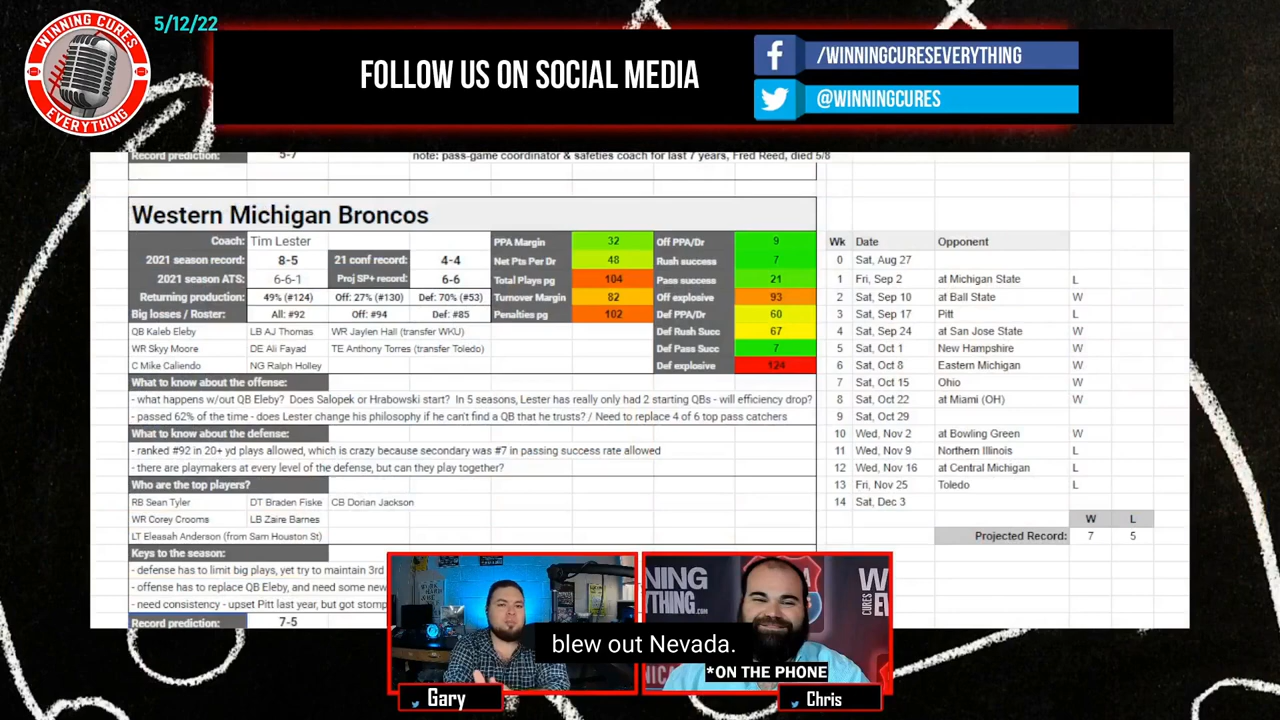 5/12/22
WINNING CURES
EVERYTHING
FOLLOW US ON SOCIAL MEDIA
/WINNINGCURESEVERYTHING
@WINNINGCURES
Record prediction: 5-7 note: pass-game coordinator & safeties coach for last 7 years, Fred Reed, died 5/8
Western Michigan Broncos
Coach: Tim Lester PPA Margin 32 Off PPA/Dr 9
2021 season record: 8-5 21 conf record: 4-4 Net Pts Per Dr 48 Rush success 7
2021 season ATS: 6-6-1 Proj SP+ record: 6-6 Total Plays pg 104 Pass success 21
Returning production: 49% (#124) Off: 27% (#130) Def: 70% (#53) Turnover Margin 82 Off explosive 93
Big losses / Roster: All: #92 Off: #94 Def: #85 Penalties pg 102 Def PPA/Dr 60
QB Kaleb Eleby LB AJ Thomas WR Jaylen Hall (transfer WKU) Def Rush Succ 67
WR Skyy Moore DE Ali Fayad TE Anthony Torres (transfer Toledo) Def Pass Succ 7
C Mike Caliendo NG Ralph Holley Def explosive 124
What to know about the offense:
- what happens w/out QB Eleby? Does Salopek or Hrabowski start? In 5 seasons, Lester has really only had 2 starting QBs - will efficiency drop?
- passed 62% of the time - does Lester change his philosophy if he can't find a QB that he trusts? / Need to replace 4 of 6 top pass catchers
What to know about the defense:
- ranked #92 in 20+ yd plays allowed, which is crazy because secondary was #7 in passing success rate allowed
- there are playmakers at every level of the defense, but can they play together?
Who are the top players?
RB Sean Tyler DT Braden Fiske CB Dorian Jackson
WR Corey Crooms LB Zaire Barnes
LT Eleasah Anderson (from Sam Houston St)
Keys to the season:
- defense has to limit big plays, yet try to maintain 3rd
- offense has to replace QB Eleby, and need some new
- need consistency - upset Pitt last year, but got stomp
Record prediction: 7-5
Wk Date Opponent
0 Sat, Aug 27
1 Fri, Sep 2 at Michigan State L
2 Sat, Sep 10 at Ball State W
3 Sat, Sep 17 Pitt L
4 Sat, Sep 24 at San Jose State W
5 Sat, Oct 1 New Hampshire W
6 Sat, Oct 8 Eastern Michigan W
7 Sat, Oct 15 Ohio W
8 Sat, Oct 22 at Miami (OH) W
9 Sat, Oct 29
10 Wed, Nov 2 at Bowling Green W
11 Wed, Nov 9 Northern Illinois L
12 Wed, Nov 16 at Central Michigan L
13 Fri, Nov 25 Toledo L
14 Sat, Dec 3
W L
Projected Record: 7 5
blew out Nevada.
*ON THE PHONE
Gary
Chris